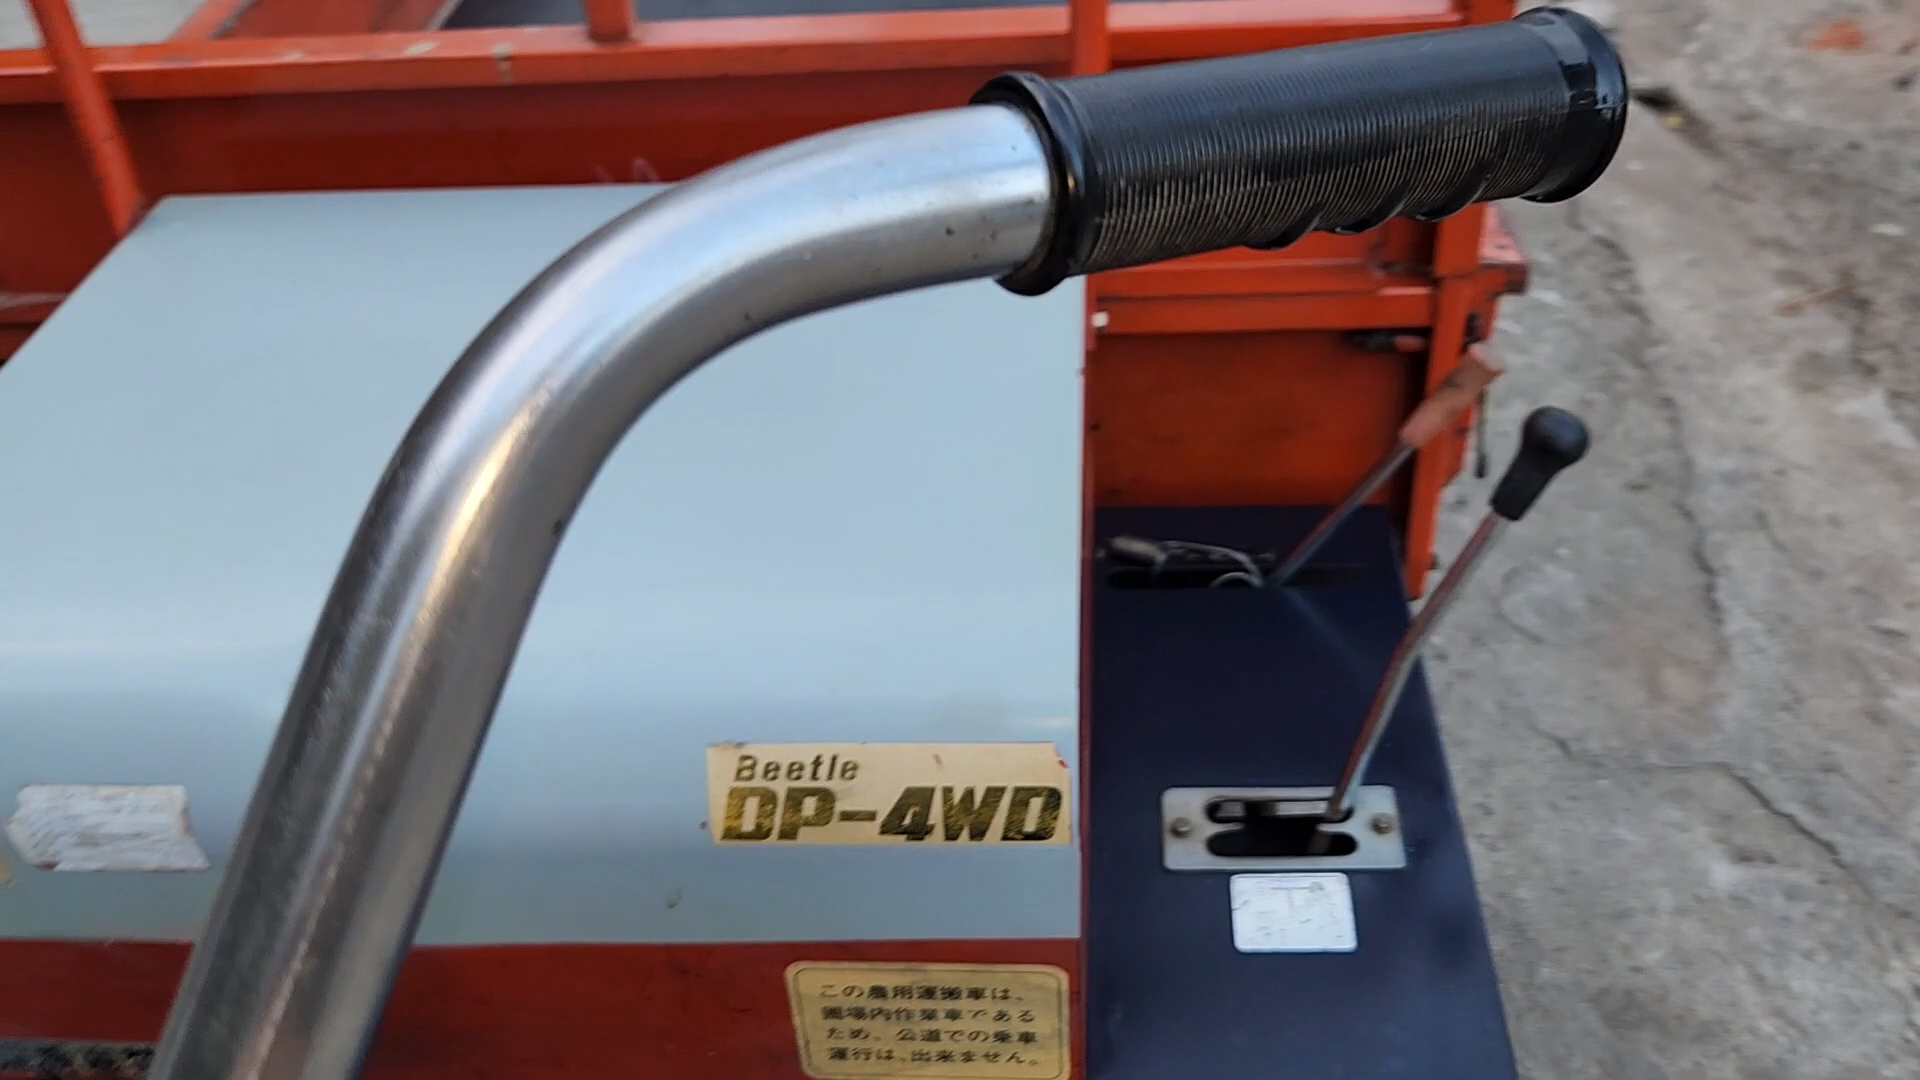 Beetle
DP-4WD
この農用運搬車は、
圃場内作業車である
ため、公道での乗車
運行は、出来ません。